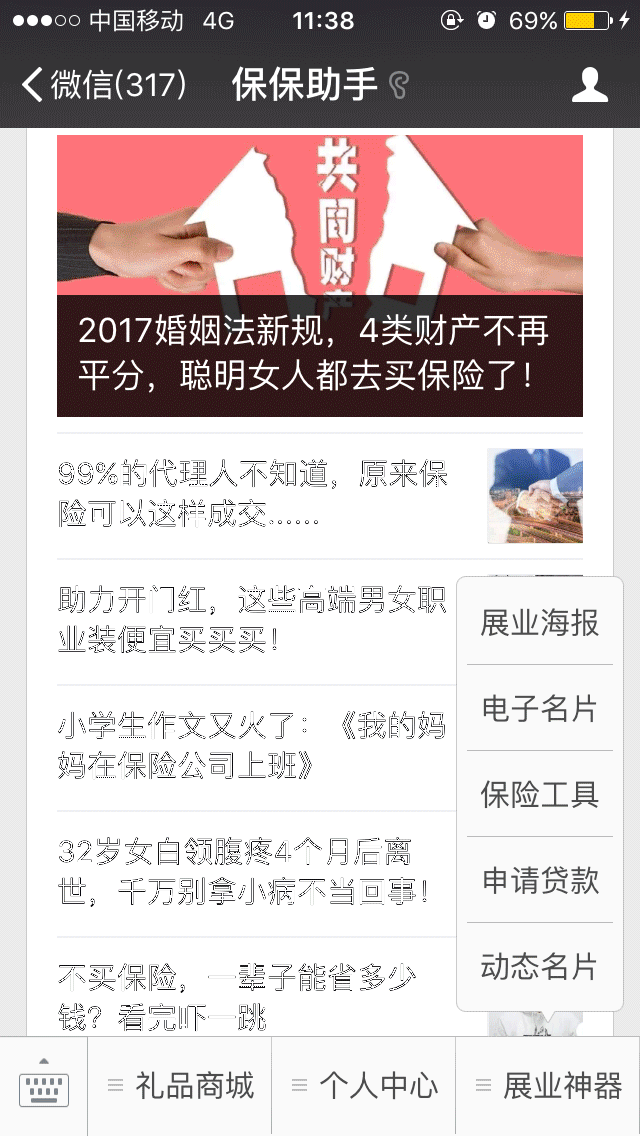 中国移动 4G 11:38 69%
微信(317) 保保助手
共同财产
2017婚姻法新规，4类财产不再
平分，聪明女人都去买保险了！
99%的代理人不知道，原来保
险可以这样成交......
助力开门红，这些高端男女职
业装便宜买买买！
小学生作文又火了：《我的妈
妈在保险公司上班》
32岁女白领腹疼4个月后离
世，千万别拿小病不当回事！
不买保险，一辈子能省多少
钱？看完吓一跳
展业海报
电子名片
保险工具
申请贷款
动态名片
礼品商城 个人中心 展业神器